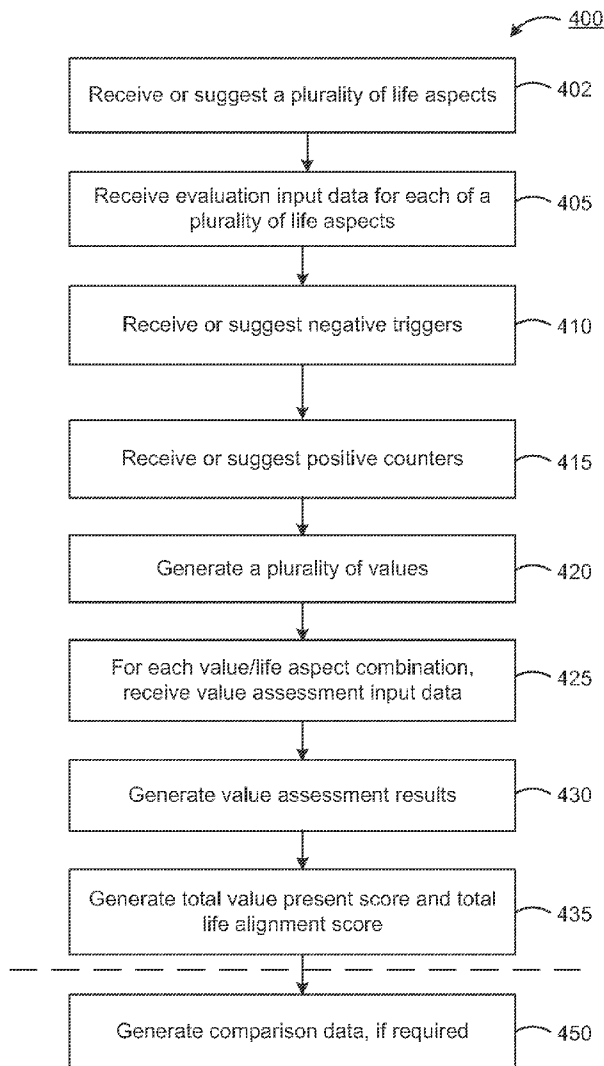 400
Receive or suggest a plurality of life aspects
402
Receive evaluation input data for each of a
plurality of life aspects
405
Receive or suggest negative triggers
410
Receive or suggest positive counters
415
Generate a plurality of values
420
For each value/life aspect combination,
receive value assessment input data
425
Generate value assessment results
430
Generate total value present score and total
life alignment score
435
Generate comparison data, if required
450